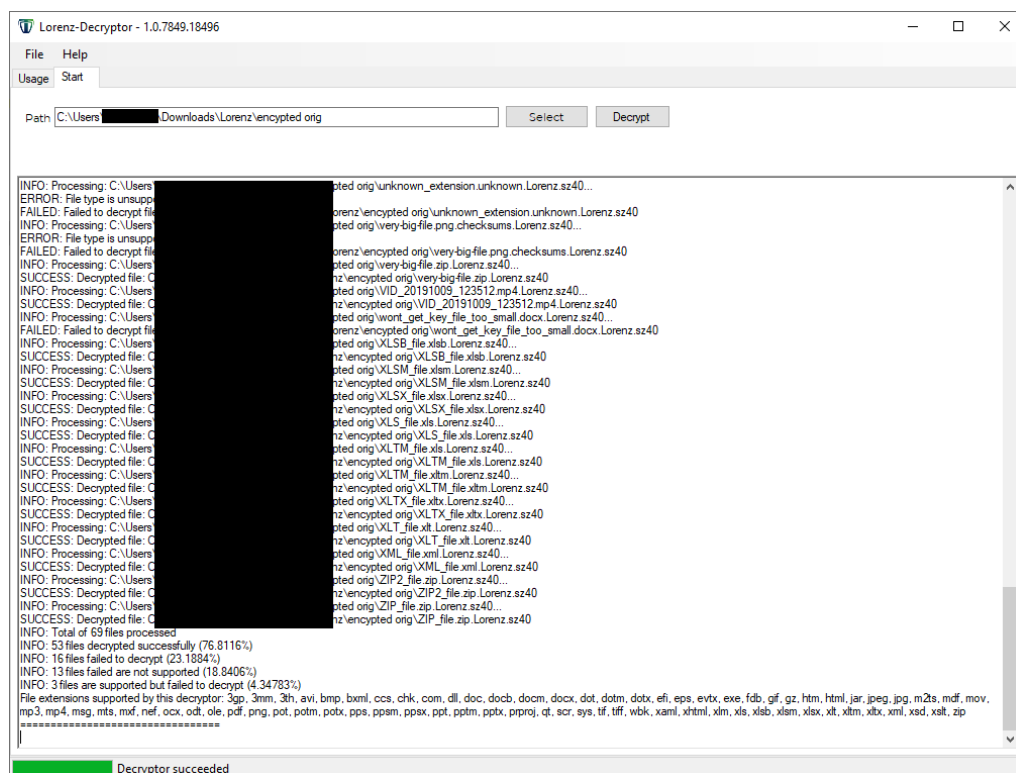 Lorenz-Decryptor - 1.0.7849.18496
File Help
Usage Start
Path C:\Users\ \Downloads\Lorenz\encypted orig Select Decrypt
INFO: Processing: C:\Users\ pted orig\unknown_extension.unknown.Lorenz.sz40...
ERROR: File type is unsuppo
FAILED: Failed to decrypt file orenz\encypted orig\unknown_extension.unknown.Lorenz.sz40
INFO: Processing: C:\Users\ pted orig\very-big-file.png.checksums.Lorenz.sz40...
ERROR: File type is unsuppo
FAILED: Failed to decrypt file orenz\encypted orig\very-big-file.png.checksums.Lorenz.sz40
INFO: Processing: C:\Users\ pted orig\very-big-file.zip.Lorenz.sz40...
SUCCESS: Decrypted file: C nz\encypted orig\very-big-file.zip.Lorenz.sz40
INFO: Processing: C:\Users\ pted orig\VID_20191009_123512.mp4.Lorenz.sz40...
SUCCESS: Decrypted file: C nz\encypted orig\VID_20191009_123512.mp4.Lorenz.sz40
INFO: Processing: C:\Users\ pted orig\wont_get_key_file_too_small.docx.Lorenz.sz40...
FAILED: Failed to decrypt file orenz\encypted orig\wont_get_key_file_too_small.docx.Lorenz.sz40
INFO: Processing: C:\Users\ pted orig\XLSB_file.xlsb.Lorenz.sz40...
SUCCESS: Decrypted file: C nz\encypted orig\XLSB_file.xlsb.Lorenz.sz40
INFO: Processing: C:\Users\ pted orig\XLSM_file.xlsm.Lorenz.sz40...
SUCCESS: Decrypted file: C nz\encypted orig\XLSM_file.xlsm.Lorenz.sz40
INFO: Processing: C:\Users\ pted orig\XLSX_file.xlsx.Lorenz.sz40...
SUCCESS: Decrypted file: C nz\encypted orig\XLSX_file.xlsx.Lorenz.sz40
INFO: Processing: C:\Users\ pted orig\XLS_file.xls.Lorenz.sz40...
SUCCESS: Decrypted file: C nz\encypted orig\XLS_file.xls.Lorenz.sz40
INFO: Processing: C:\Users\ pted orig\XLTM_file.xls.Lorenz.sz40...
SUCCESS: Decrypted file: C nz\encypted orig\XLTM_file.xls.Lorenz.sz40
INFO: Processing: C:\Users\ pted orig\XLTM_file.xltm.Lorenz.sz40...
SUCCESS: Decrypted file: C nz\encypted orig\XLTM_file.xltm.Lorenz.sz40
INFO: Processing: C:\Users\ pted orig\XLTX_file.xltx.Lorenz.sz40...
SUCCESS: Decrypted file: C nz\encypted orig\XLTX_file.xltx.Lorenz.sz40
INFO: Processing: C:\Users\ pted orig\XLT_file.xlt.Lorenz.sz40...
SUCCESS: Decrypted file: C nz\encypted orig\XLT_file.xlt.Lorenz.sz40
INFO: Processing: C:\Users\ pted orig\XML_file.xml.Lorenz.sz40...
SUCCESS: Decrypted file: C nz\encypted orig\XML_file.xml.Lorenz.sz40
INFO: Processing: C:\Users\ pted orig\ZIP2_file.zip.Lorenz.sz40...
SUCCESS: Decrypted file: C nz\encypted orig\ZIP2_file.zip.Lorenz.sz40
INFO: Processing: C:\Users\ pted orig\ZIP_file.zip.Lorenz.sz40...
SUCCESS: Decrypted file: C nz\encypted orig\ZIP_file.zip.Lorenz.sz40
INFO: Total of 69 files processed
INFO: 53 files decrypted successfully (76.8116%)
INFO: 16 files failed to decrypt (23.1884%)
INFO: 13 files failed are not supported (18.8406%)
INFO: 3 files are supported but failed to decrypt (4.34783%)
File extensions supported by this decryptor: 3gp, 3mm, 3th, avi, bmp, bxml, ccs, chk, com, dll, doc, docb, docm, docx, dot, dotm, dotx, efi, eps, evtx, exe, fdb, gif, gz, htm, html, jar, jpeg, jpg, m2ts, mdf, mov,
mp3, mp4, msg, mts, mxf, nef, ocx, odt, ole, pdf, png, pot, potm, potx, pps, ppsm, ppsx, ppt, pptm, pptx, prproj, qt, scr, sys, tif, tiff, wbk, xaml, xhtml, xlm, xls, xlsb, xlsm, xlsx, xlt, xltm, xltx, xml, xsd, xslt, zip
=================================
Decryptor succeeded